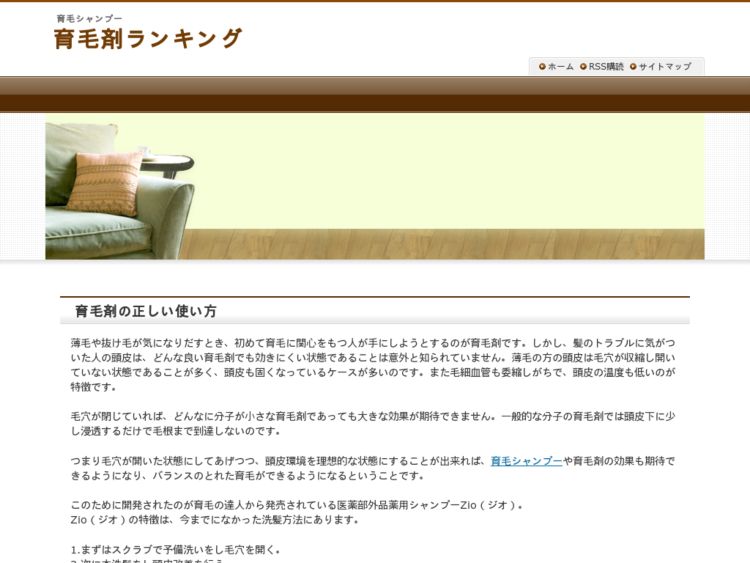 育毛シャンプー
育毛剤ランキング
ホーム RSS購読 サイトマップ
育毛剤の正しい使い方
薄毛や抜け毛が気になりだすとき、初めて育毛に関心をもつ人が手にしようとするのが育毛剤です。しかし、髪のトラブルに気がつ
いた人の頭皮は、どんな良い育毛剤でも効きにくい状態であることは意外と知られていません。薄毛の方の頭皮は毛穴が収縮し開い
ていない状態であることが多く、頭皮も固くなっているケースが多いのです。また毛細血管も委縮しがちで、頭皮の温度も低いのが
特徴です。
毛穴が閉じていれば、どんなに分子が小さな育毛剤であっても大きな効果が期待できません。一般的な分子の育毛剤では頭皮下に少
し浸透するだけで毛根まで到達しないのです。
つまり毛穴が開いた状態にしてあげつつ、頭皮環境を理想的な状態にすることが出来れば、育毛シャンプーや育毛剤の効果も期待で
きるようになり、バランスのとれた育毛ができるようになるということです。
このために開発されたのが育毛の達人から発売されている医薬部外品薬用シャンプーZio（ジオ）。
Zio（ジオ）の特徴は、今までになかった洗髪方法にあります。
1.まずはスクラブで予備洗いをし毛穴を開く。
2.次に本洗髪をし頭皮改善を行う。